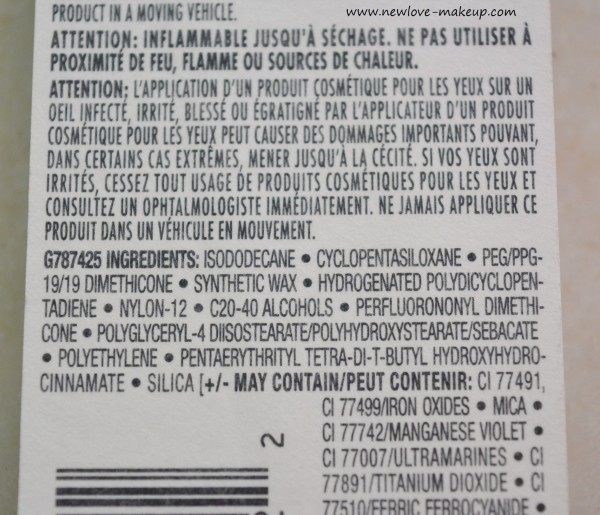 www.newlove-makeup.com
PRODUCT IN A MOVING VEHICLE.
ATTENTION: INFLAMMABLE JUSQU'À SÉCHAGE. NE PAS UTILISER À
PROXIMITÉ DE FEU, FLAMME OU SOURCES DE CHALEUR.
ATTENTION: L'APPLICATION D'UN PRODUIT COSMÉTIQUE POUR LES YEUX SUR UN
OEIL INFECTÉ, IRRITÉ, BLESSÉ OU ÉGRATIGNÉ PAR L'APPLICATEUR D'UN PRODUIT
COSMÉTIQUE POUR LES YEUX PEUT CAUSER DES DOMMAGES IMPORTANTS POUVANT,
DANS CERTAINS CAS EXTRÊMES, MENER JUSQU'À LA CÉCITÉ. SI VOS YEUX SONT
IRRITÉS, CESSEZ TOUT USAGE DE PRODUITS COSMÉTIQUES POUR LES YEUX ET
CONSULTEZ UN OPHTALMOLOGISTE IMMÉDIATEMENT. NE JAMAIS APPLIQUER CE
PRODUIT DANS UN VÉHICULE EN MOUVEMENT.
G787425 INGREDIENTS: ISODODECANE • CYCLOPENTASILOXANE • PEG/PPG-
19/19 DIMETHICONE • SYNTHETIC WAX • HYDROGENATED POLYDICYCLOPEN-
TADIENE • NYLON-12 • C20-40 ALCOHOLS • PERFLUORONONYL DIMETHI-
CONE • POLYGLYCERYL-4 DIISOSTEARATE/POLYHYDROXYSTEARATE/SEBACATE
• POLYETHYLENE • PENTAERYTHRITYL TETRA-DI-T-BUTYL HYDROXYHYDRO-
CINNAMATE • SILICA [+/- MAY CONTAIN/PEUT CONTENIR: CI 77491,
CI 77499/IRON OXIDES • MICA •
CI 77742/MANGANESE VIOLET •
CI 77007/ULTRAMARINES • CI
77891/TITANIUM DIOXIDE • CI
77510/FERRIC FERROCYANIDE •
2